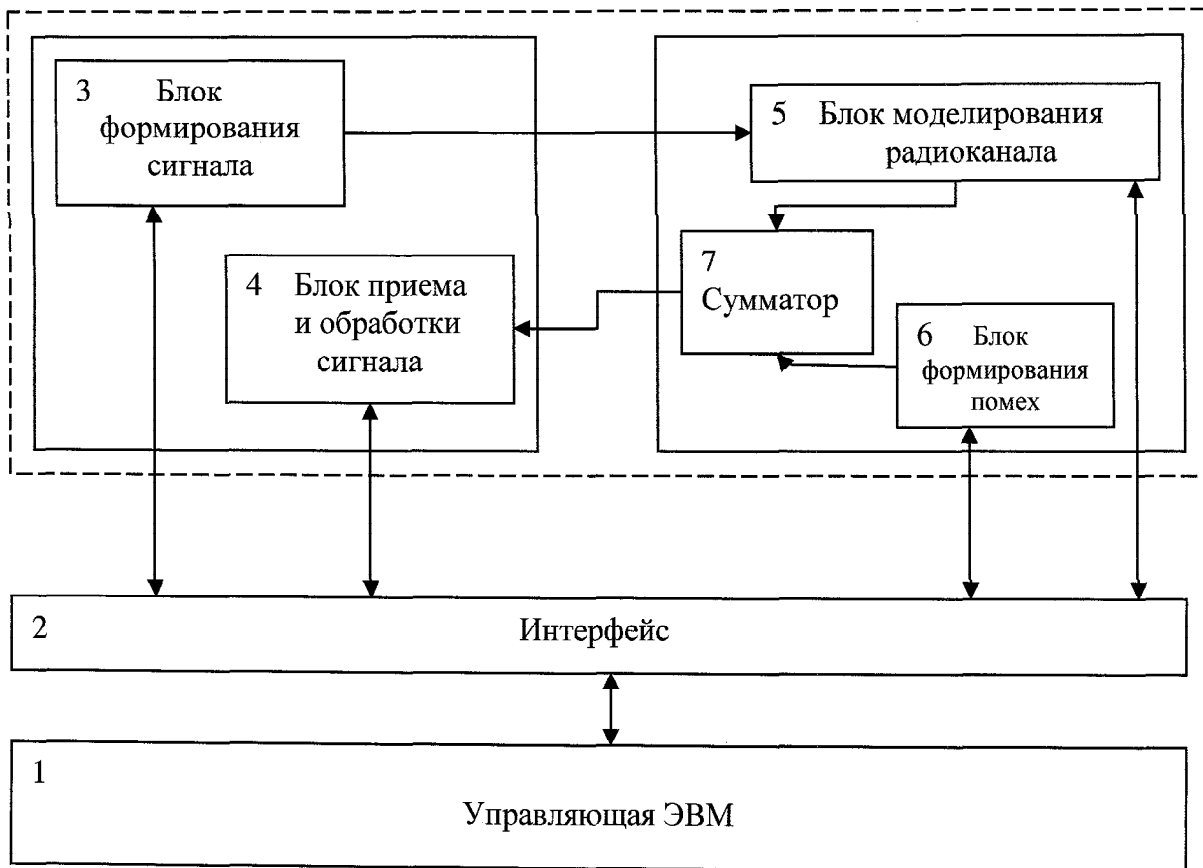 3 Блок
формирования
сигнала
5 Блок моделирования
радиоканала
4 Блок приема
и обработки
сигнала
7
Сумматор
6 Блок
формирования
помех
2 Интерфейс
1
Управляющая ЭВМ